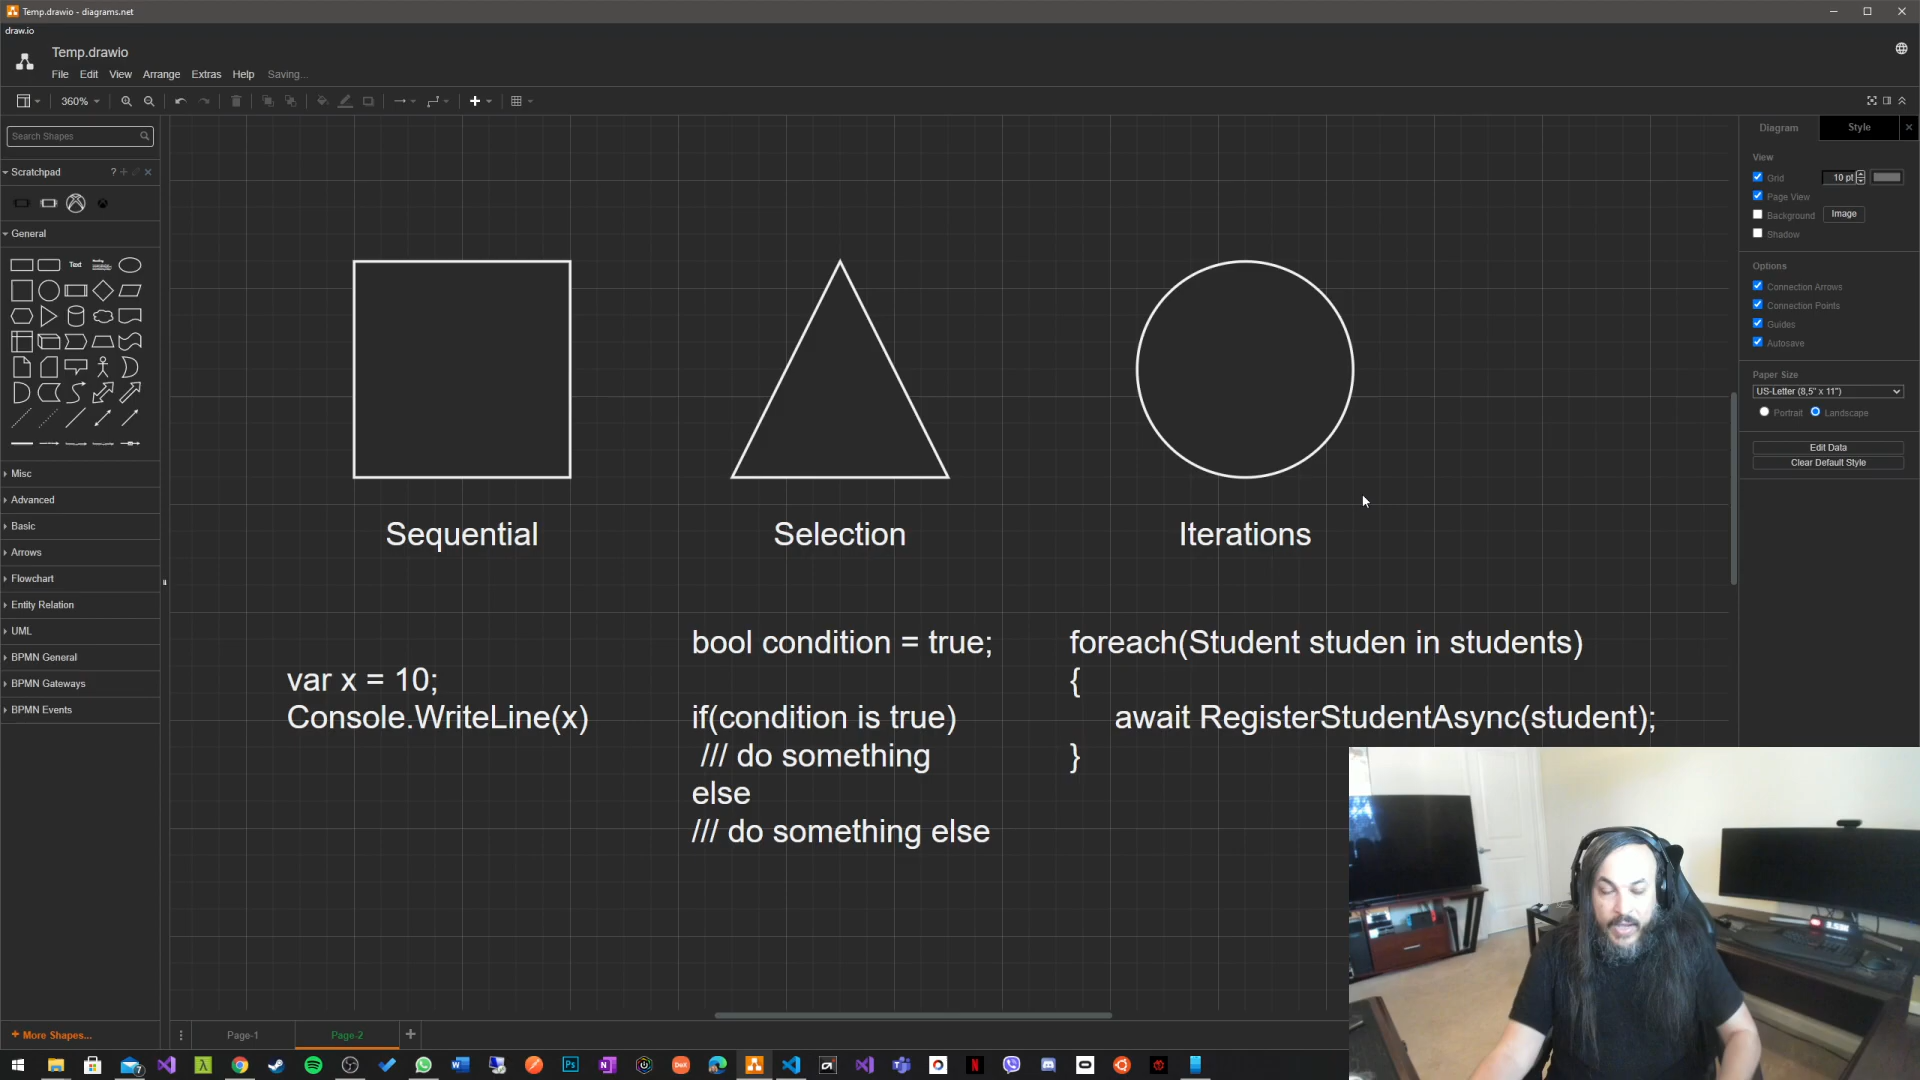 Temp.drawio - diagrams.net
draw.io
Temp.drawio
File Edit View Arrange Extras Help Saving...
360%
Search Shapes
Scratchpad ?
General
Text
Misc
Advanced
Basic
Arrows
Flowchart
Entity Relation
UML
BPMN General
BPMN Gateways
BPMN Events
+ More Shapes...
Sequential
Selection
Iterations
var x = 10;
Console.WriteLine(x)
bool condition = true;
if(condition is true)
/// do something
else
/// do something else
foreach(Student studen in students)
{
await RegisterStudentAsync(student);
}
Diagram Style
View
Grid 10 pt
Page View
Background Image
Shadow
Options
Connection Arrows
Connection Points
Guides
Autosave
Paper Size
US-Letter (8,5" x 11")
Portrait Landscape
Edit Data
Clear Default Style
Page-1 Page-2